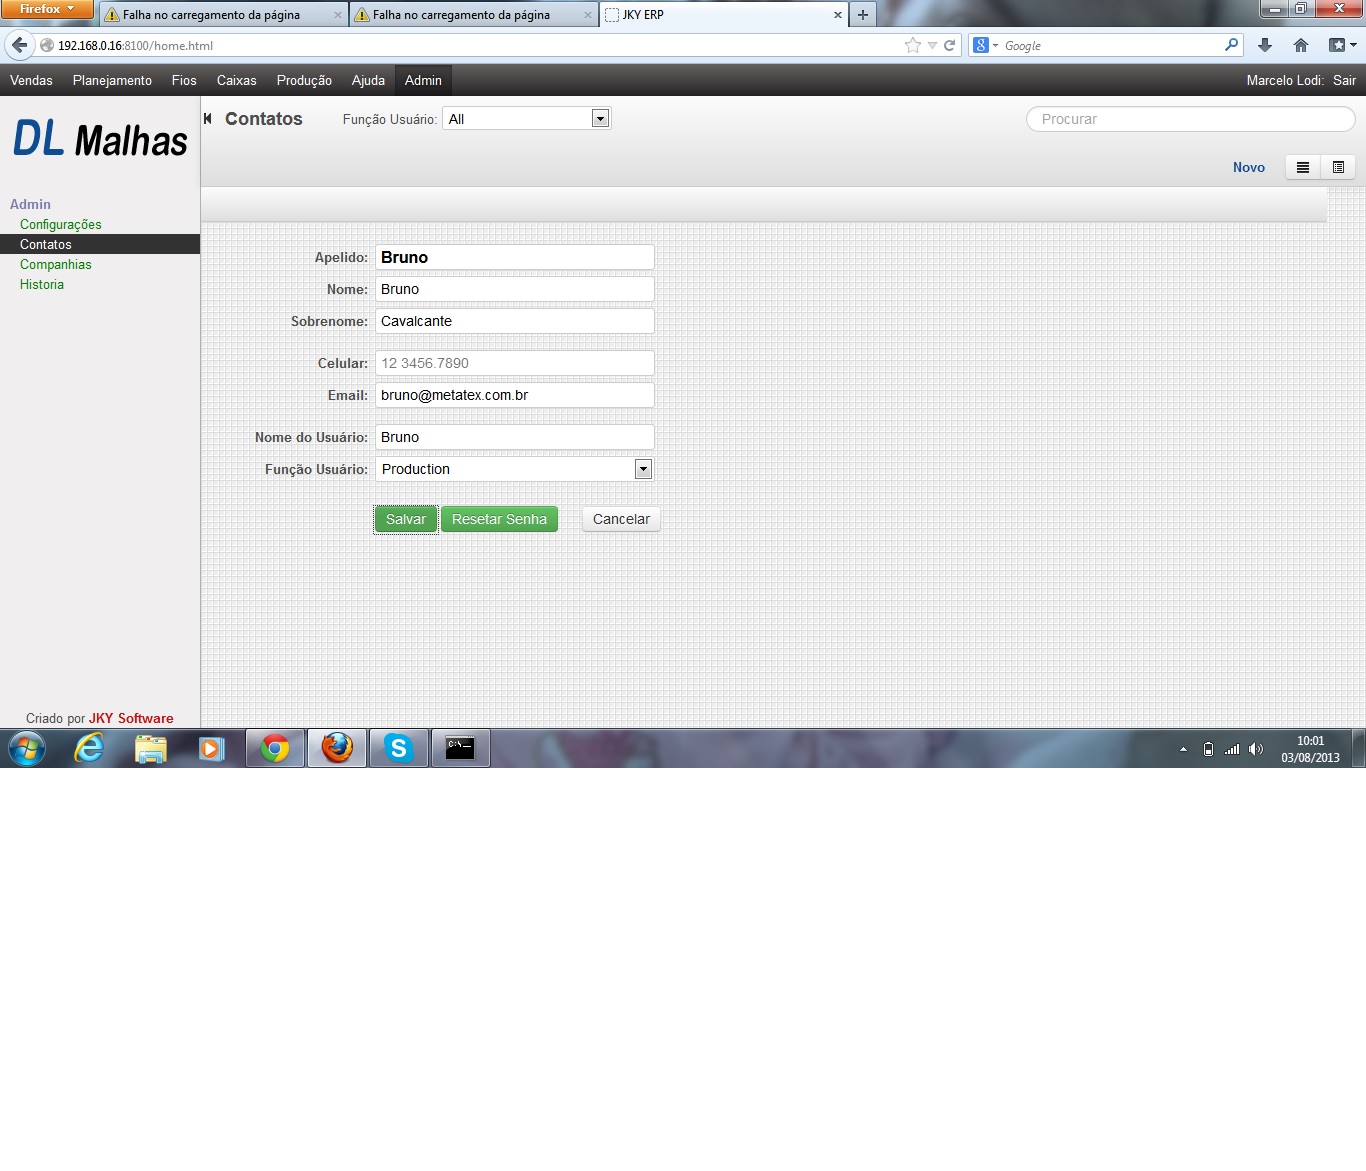 Firefox
Falha no carregamento da página
Falha no carregamento da página
JKY ERP
192.168.0.16:8100/home.html
Google
Vendas Planejamento Fios Caixas Produção Ajuda Admin
Marcelo Lodi: Sair
DL Malhas
Contatos
Função Usuário: All
Procurar
Novo
Admin
Configurações
Contatos
Companhias
Historia
Apelido: Bruno
Nome: Bruno
Sobrenome: Cavalcante
Celular: 12 3456.7890
Email: bruno@metatex.com.br
Nome do Usuário: Bruno
Função Usuário: Production
Salvar Resetar Senha Cancelar
Criado por JKY Software
10:01
03/08/2013